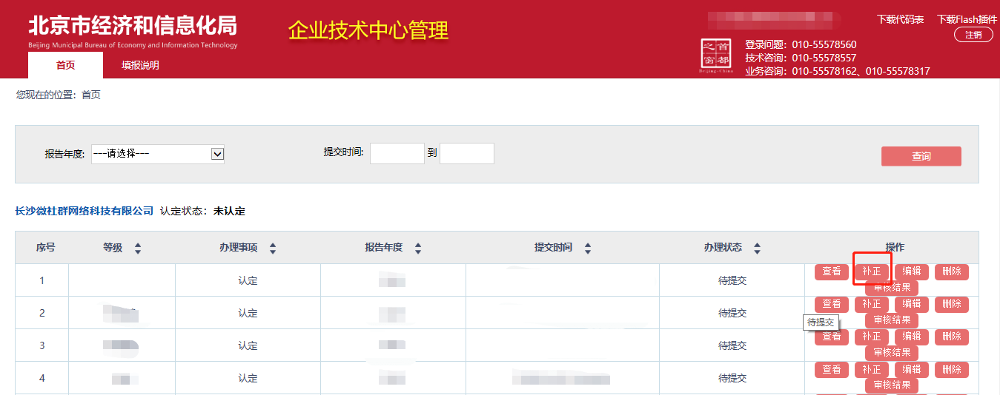 北京市经济和信息化局
Beijing Municipal Bureau of Economy and Information Technology
企业技术中心管理
下载代码表 下载Flash插件
注销
首都之窗
Beijing-China
登录问题：010-55578560
技术咨询：010-55578557
业务咨询：010-55578162、010-55578317
首页 填报说明
您现在的位置：首页
报告年度: ---请选择--- 提交时间: 到 查询
长沙微社群网络科技有限公司 认定状态：未认定
序号 等级 办理事项 报告年度 提交时间 办理状态 操作
1 认定 待提交 查看 补正 编辑 删除
审核结果
2 认定 待提交 查看 补正 编辑 删除
审核结果
待提交
3 认定 待提交 查看 补正 编辑 删除
审核结果
4 认定 待提交 查看 补正 编辑 删除
审核结果